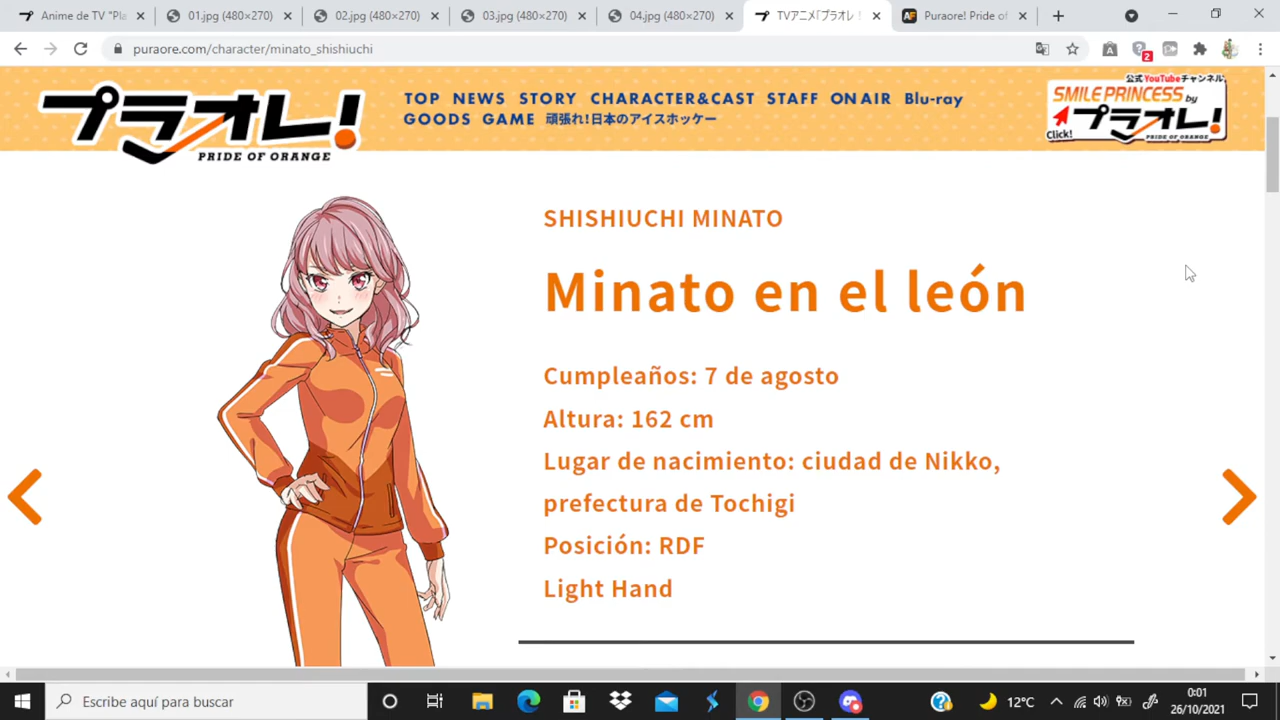 Anime de TV "Pla
01.jpg (480×270)
02.jpg (480×270)
03.jpg (480×270)
04.jpg (480×270)
TVアニメ「プラオレ！
Puraore! Pride of
puraore.com/character/minato_shishiuchi
2
プラオレ!
PRIDE OF ORANGE
TOP NEWS STORY CHARACTER&CAST STAFF ON AIR Blu-ray
GOODS GAME 頑張れ!日本のアイスホッケー
公式YouTubeチャンネル
SMILE PRINCESS by
プラオレ!
Click!
PRIDE OF ORANGE
SHISHIUCHI MINATO
Minato en el león
Cumpleaños: 7 de agosto
Altura: 162 cm
Lugar de nacimiento: ciudad de Nikko,
prefectura de Tochigi
Posición: RDF
Light Hand
Escribe aquí para buscar
12°C
0:01
26/10/2021